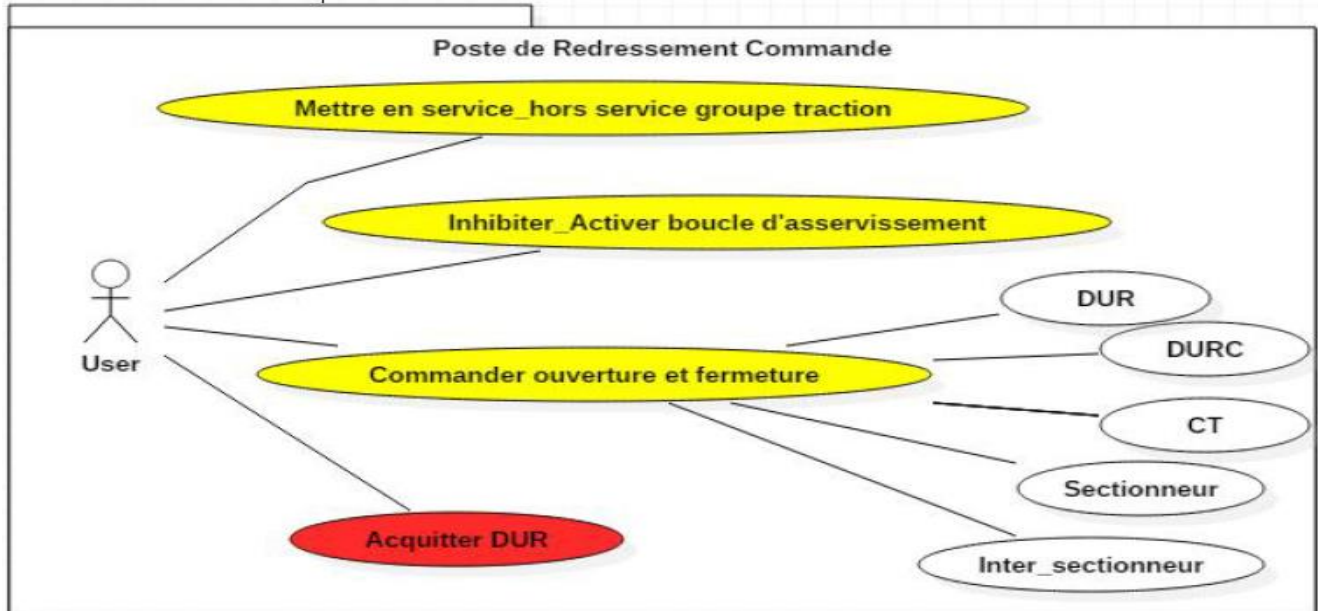 Poste de Redressement Commande
Mettre en service_hors service groupe traction
Inhibiter_Activer boucle d'asservissement
DUR
DURC
User
Commander ouverture et fermeture
CT
Sectionneur
Acquitter DUR
Inter_sectionneur